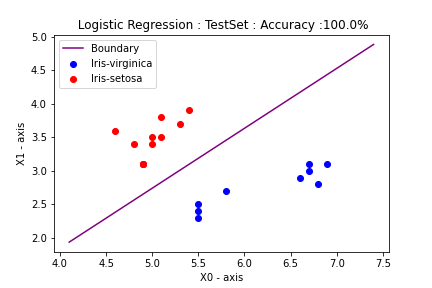 Logistic Regression : TestSet : Accuracy :100.0%
Boundary
Iris-virginica
Iris-setosa
X1 - axis
5.0
4.5
4.0
3.5
3.0
2.5
2.0
4.0 4.5 5.0 5.5 6.0 6.5 7.0 7.5
X0 - axis